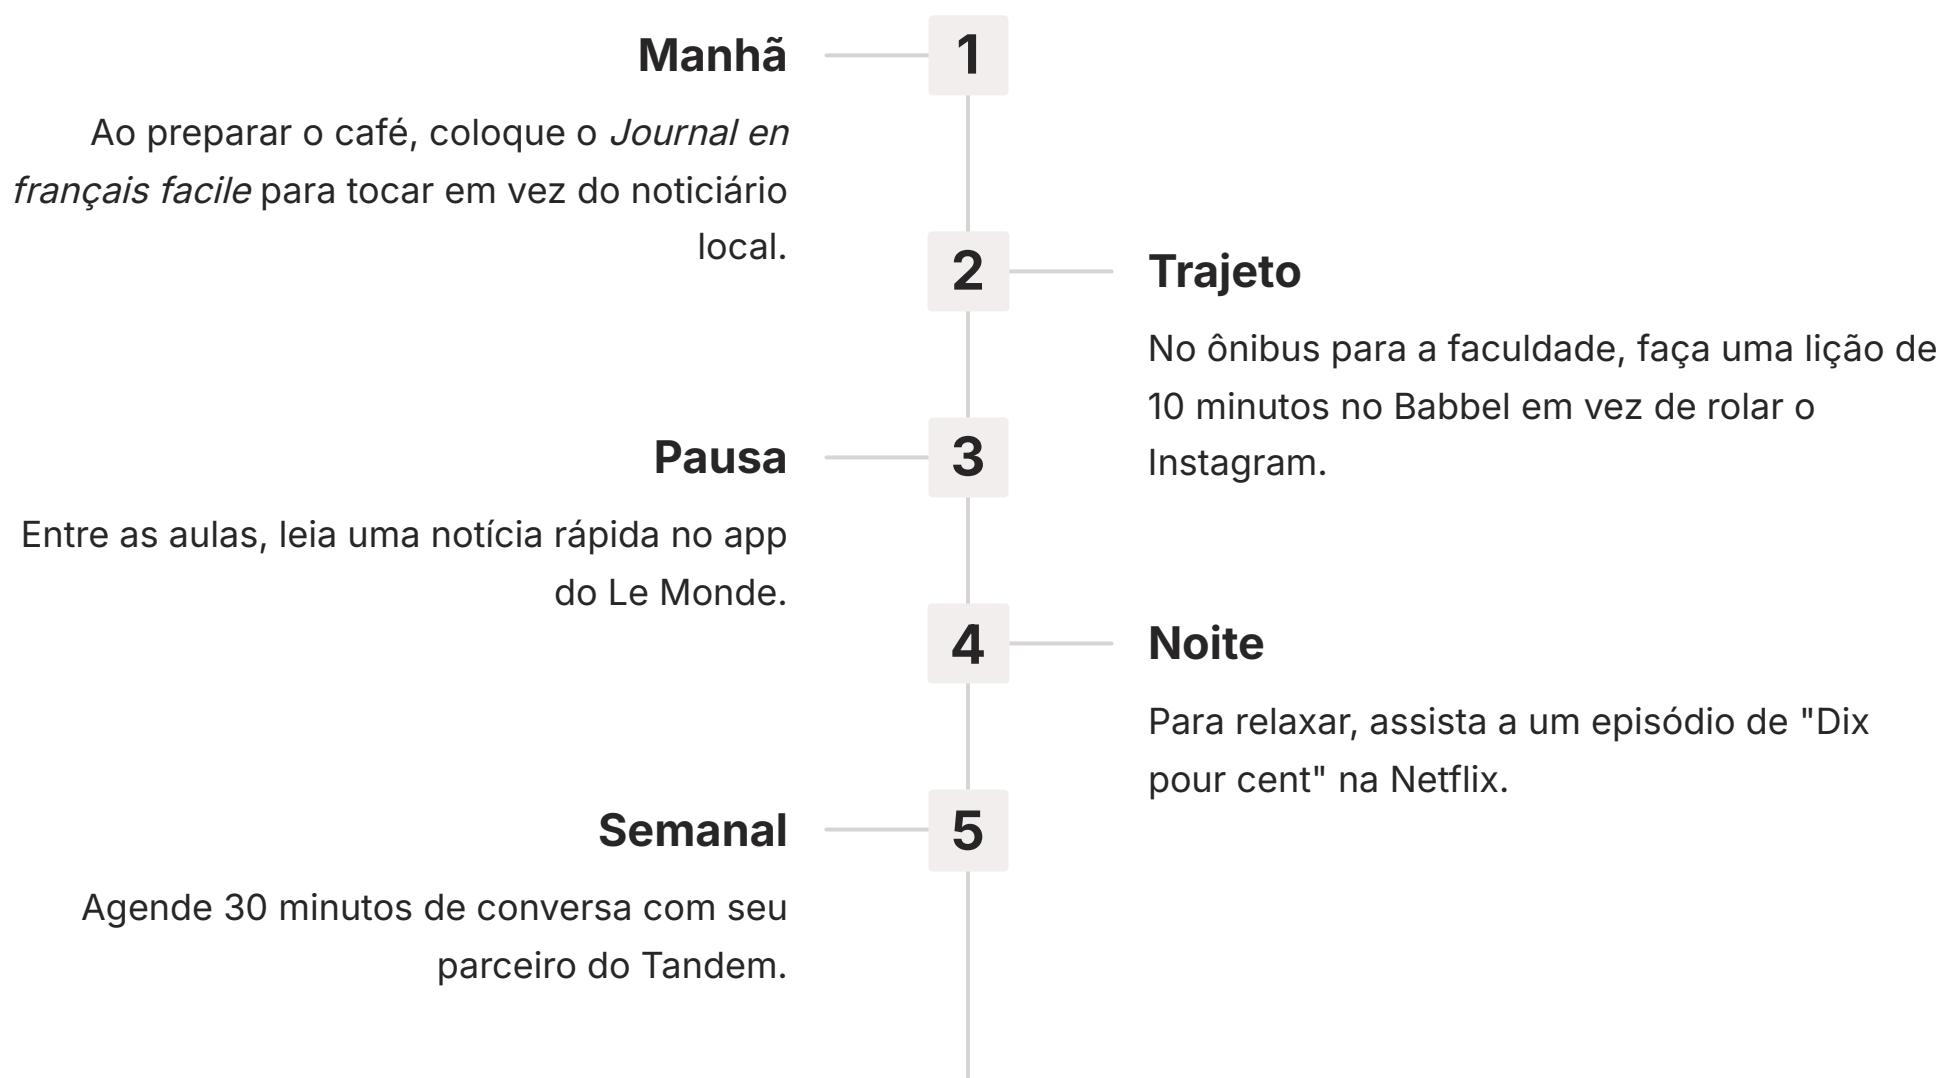 Manhã
1
Ao preparar o café, coloque o Journal en
français facile para tocar em vez do noticiário
local.
2
Trajeto
No ônibus para a faculdade, faça uma lição de
10 minutos no Babbel em vez de rolar o
Instagram.
Pausa
3
Entre as aulas, leia uma notícia rápida no app
do Le Monde.
4
Noite
Para relaxar, assista a um episódio de "Dix
pour cent" na Netflix.
Semanal
5
Agende 30 minutos de conversa com seu
parceiro do Tandem.